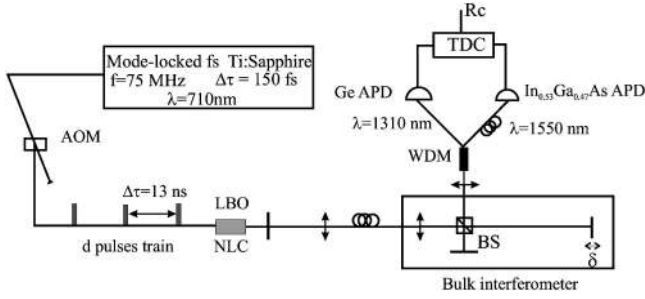 Rc
TDC
Mode-locked fs Ti:Sapphire
f=75 MHz Δτ = 150 fs
λ=710nm
Ge APD
In0.53Ga0.47As APD
λ=1310 nm
λ=1550 nm
AOM
WDM
Δτ=13 ns
LBO
d pulses train
NLC
BS
δ
Bulk interferometer